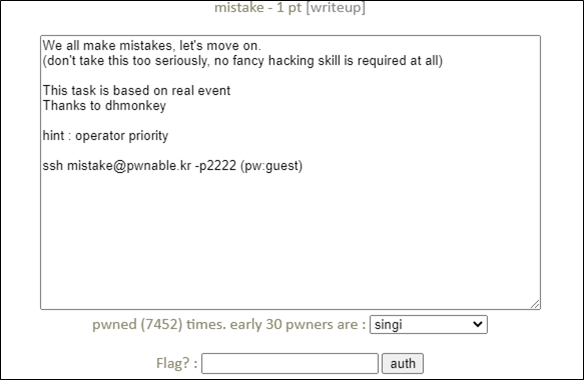 mistake - 1 pt [writeup]
We all make mistakes, let's move on.
(don't take this too seriously, no fancy hacking skill is required at all)
This task is based on real event
Thanks to dhmonkey
hint : operator priority
ssh mistake@pwnable.kr -p2222 (pw:guest)
pwned (7452) times. early 30 pwners are : singi
Flag? : auth